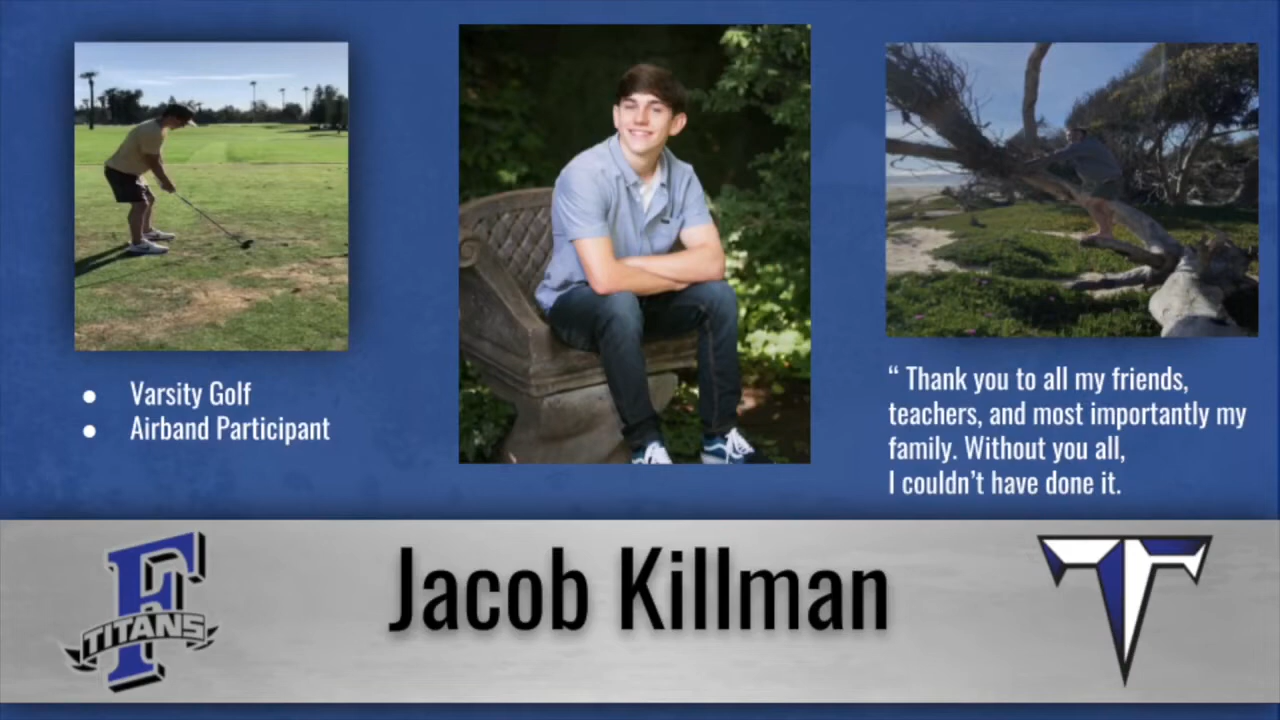 ● Varsity Golf
● Airband Participant
“ Thank you to all my friends,
teachers, and most importantly my
family. Without you all,
I couldn’t have done it.
F
TITANS
Jacob Killman
T